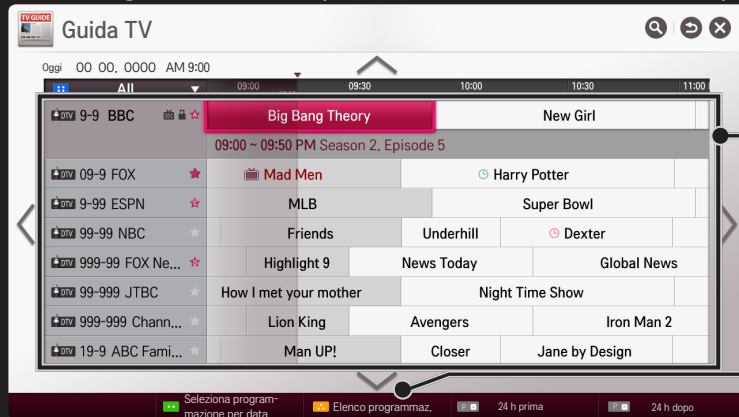 TV GUIDE
Guida TV
Oggi 00 00, 0000 AM 9:00
All 09:00 09:30 10:00 10:30 11:00
DTV 9-9 BBC Big Bang Theory New Girl
09:00 ~ 09:50 PM Season 2, Episode 5
DTV 09-9 FOX Mad Men Harry Potter
DTV 9-99 ESPN MLB Super Bowl
DTV 99-99 NBC Friends Underhill Dexter
DTV 999-99 FOX Ne... Highlight 9 News Today Global News
DTV 99-999 JTBC How I met your mother Night Time Show
DTV 999-999 Chann... Lion King Avengers Iron Man 2
DTV 19-9 ABC Fami... Man UP! Closer Jane by Design
Seleziona program-
mazione per data
Elenco programmaz.
P 24 h prima
P 24 h dopo